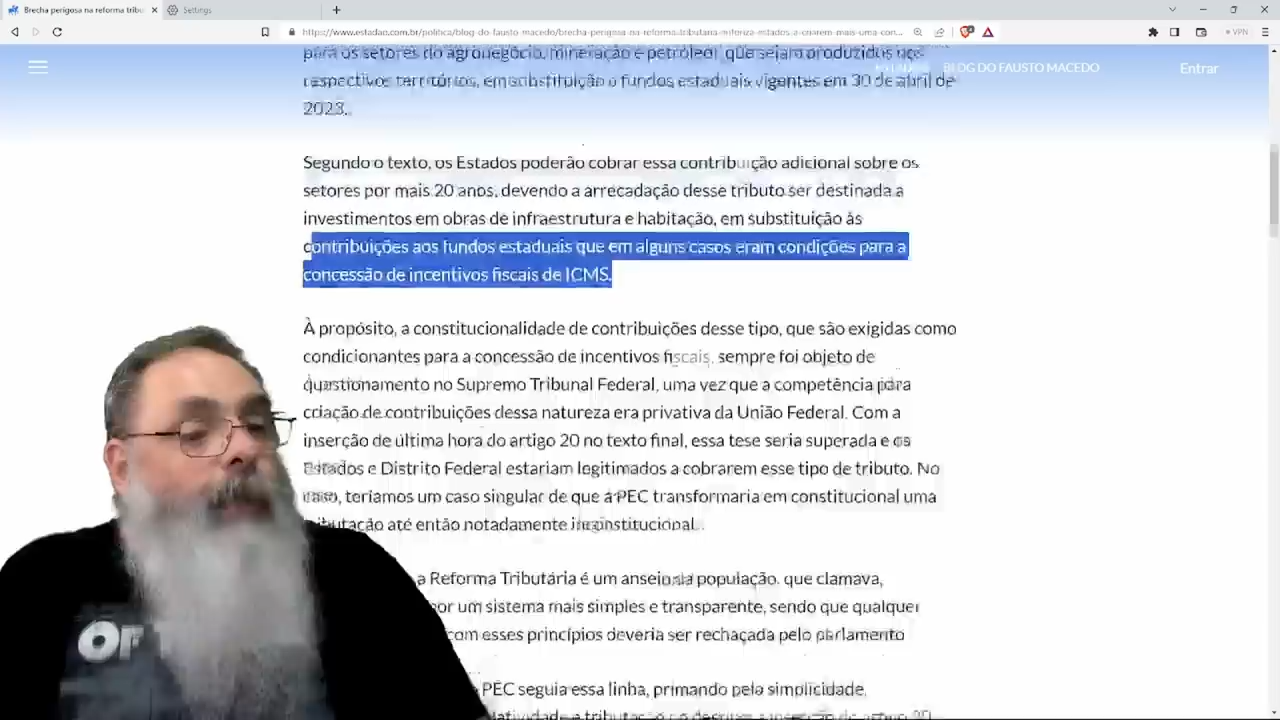 Brecha perigosa na reforma tribu
Settings
https://www.estadao.com.br/politica/blog-do-fausto-macedo/brecha-perigosa-na-reforma-tributaria-autoriza-estados-a-criarem-mais-uma-con...
VPN
para os setores do agronegócio, mineração e petróleo, que sejam produzidos nos
ESTADÃO BLOG DO FAUSTO MACEDO
Entrar
respectivos territórios, em substituição a fundos estaduais vigentes em 30 de abril de
2023.
Segundo o texto, os Estados poderão cobrar essa contribuição adicional sobre os
setores por mais 20 anos, devendo a arrecadação desse tributo ser destinada a
investimentos em obras de infraestrutura e habitação, em substituição às
contribuições aos fundos estaduais que em alguns casos eram condições para a
concessão de incentivos fiscais de ICMS.
À propósito, a constitucionalidade de contribuições desse tipo, que são exigidas como
condicionantes para a concessão de incentivos fiscais, sempre foi objeto de
questionamento no Supremo Tribunal Federal, uma vez que a competência para
criação de contribuições dessa natureza era privativa da União Federal. Com a
inserção de última hora do artigo 20 no texto final, essa tese seria superada e os
Estados e Distrito Federal estariam legitimados a cobrarem esse tipo de tributo. No
caso, teríamos um caso singular de que a PEC transformaria em constitucional uma
tributação até então notadamente inconstitucional.
a Reforma Tributária é um anseio da população, que clamava,
por um sistema mais simples e transparente, sendo que qualquer
com esses princípios deveria ser rechaçada pelo parlamento
PEC seguia essa linha, primando pela simplicidade,